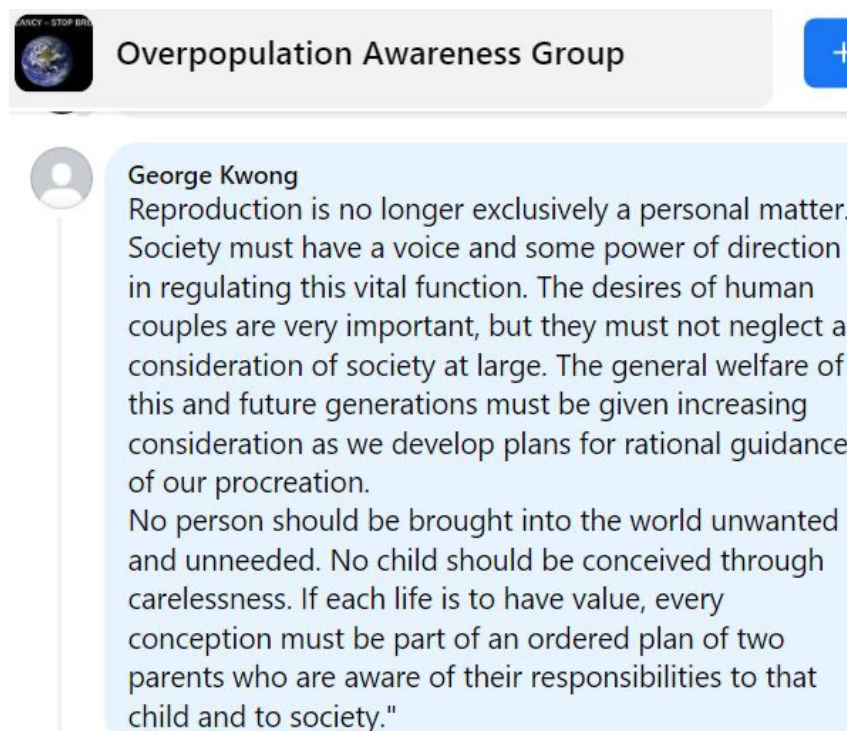 ANCY – STOP BRE
Overpopulation Awareness Group
+
George Kwong
Reproduction is no longer exclusively a personal matter.
Society must have a voice and some power of direction
in regulating this vital function. The desires of human
couples are very important, but they must not neglect a
consideration of society at large. The general welfare of
this and future generations must be given increasing
consideration as we develop plans for rational guidance
of our procreation.
No person should be brought into the world unwanted
and unneeded. No child should be conceived through
carelessness. If each life is to have value, every
conception must be part of an ordered plan of two
parents who are aware of their responsibilities to that
child and to society."